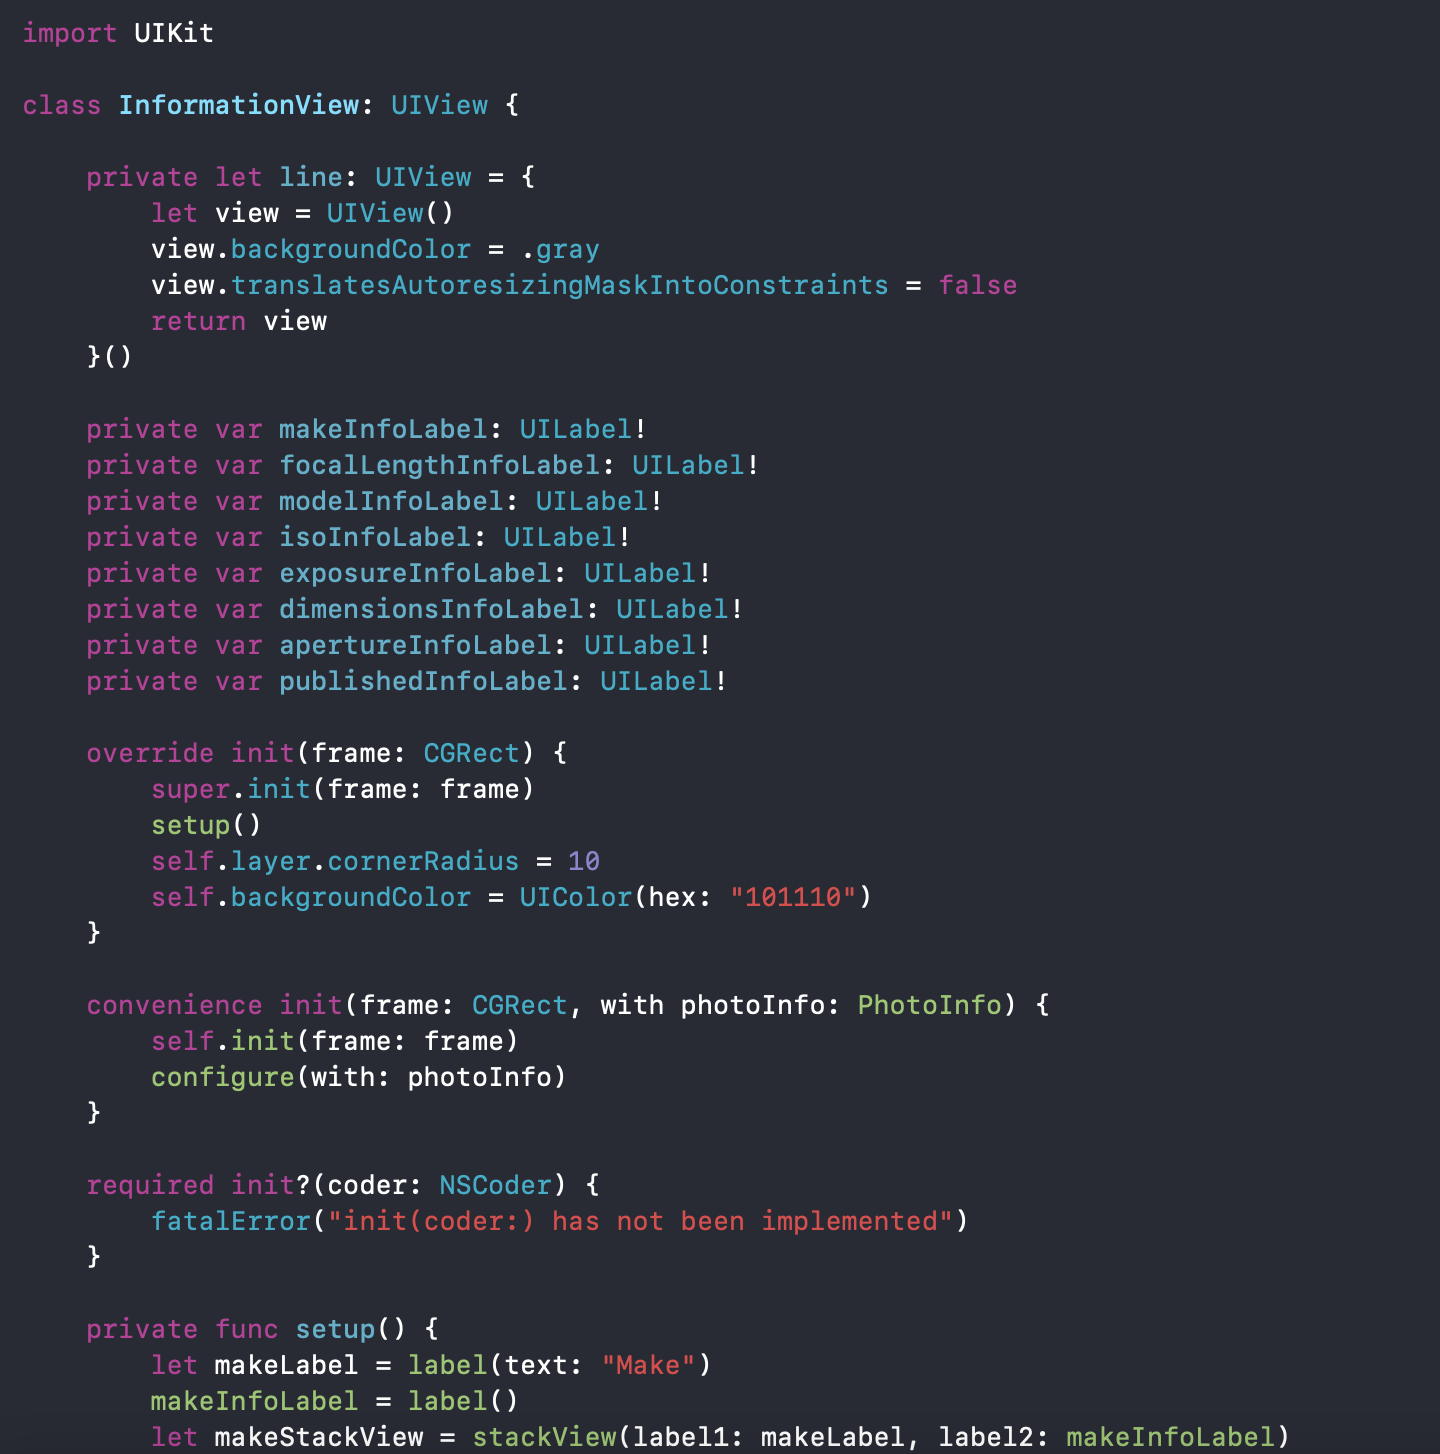 import UIKit

class InformationView: UIView {

    private let line: UIView = {
        let view = UIView()
        view.backgroundColor = .gray
        view.translatesAutoresizingMaskIntoConstraints = false
        return view
    }()

    private var makeInfoLabel: UILabel!
    private var focalLengthInfoLabel: UILabel!
    private var modelInfoLabel: UILabel!
    private var isoInfoLabel: UILabel!
    private var exposureInfoLabel: UILabel!
    private var dimensionsInfoLabel: UILabel!
    private var apertureInfoLabel: UILabel!
    private var publishedInfoLabel: UILabel!

    override init(frame: CGRect) {
        super.init(frame: frame)
        setup()
        self.layer.cornerRadius = 10
        self.backgroundColor = UIColor(hex: "101110")
    }

    convenience init(frame: CGRect, with photoInfo: PhotoInfo) {
        self.init(frame: frame)
        configure(with: photoInfo)
    }

    required init?(coder: NSCoder) {
        fatalError("init(coder:) has not been implemented")
    }

    private func setup() {
        let makeLabel = label(text: "Make")
        makeInfoLabel = label()
        let makeStackView = stackView(label1: makeLabel, label2: makeInfoLabel)